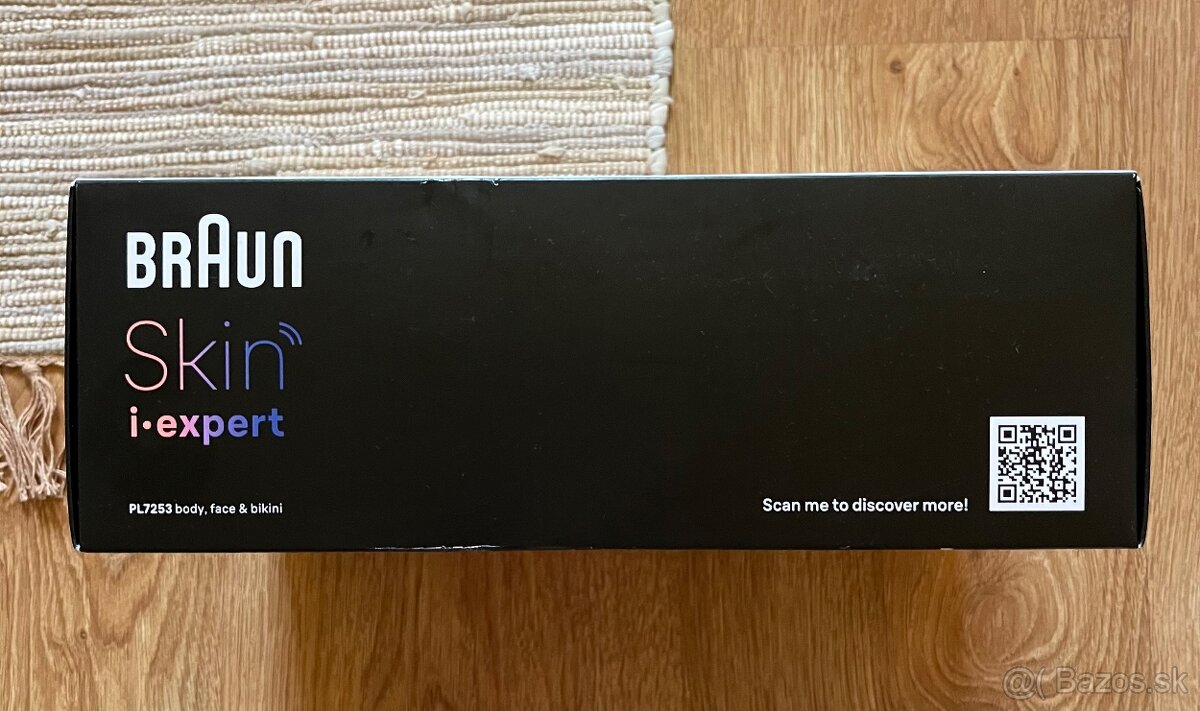 BRAUN
Skin
i·expert
PL7253 body, face & bikini
Scan me to discover more!
@( Bazos.sk